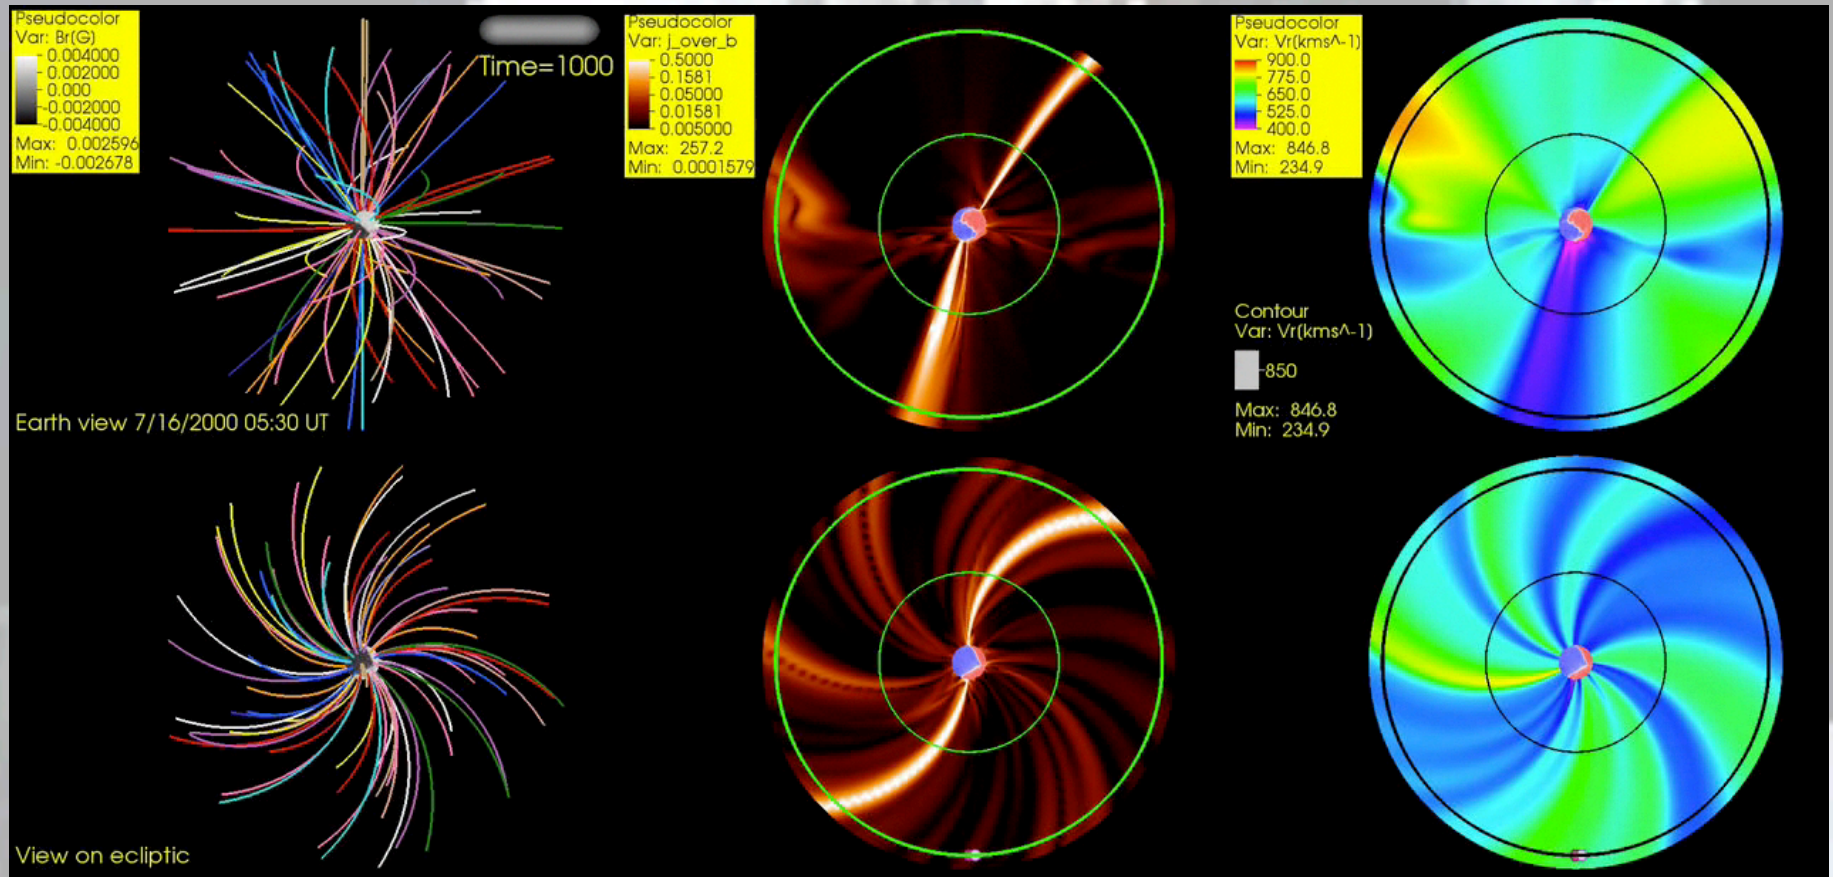 Pseudocolor
Var: Br(G)
0.004000
0.002000
0.000
-0.002000
-0.004000
Max: 0.002596
Min: -0.002678
Time=1000
Pseudocolor
Var: j_over_b
0.5000
0.1581
0.05000
0.01581
0.005000
Max: 257.2
Min: 0.0001579
Pseudocolor
Var: Vr(kms^-1)
900.0
775.0
650.0
525.0
400.0
Max: 846.8
Min: 234.9
Contour
Var: Vr(kms^-1)
850
Max: 846.8
Min: 234.9
Earth view 7/16/2000 05:30 UT
View on ecliptic